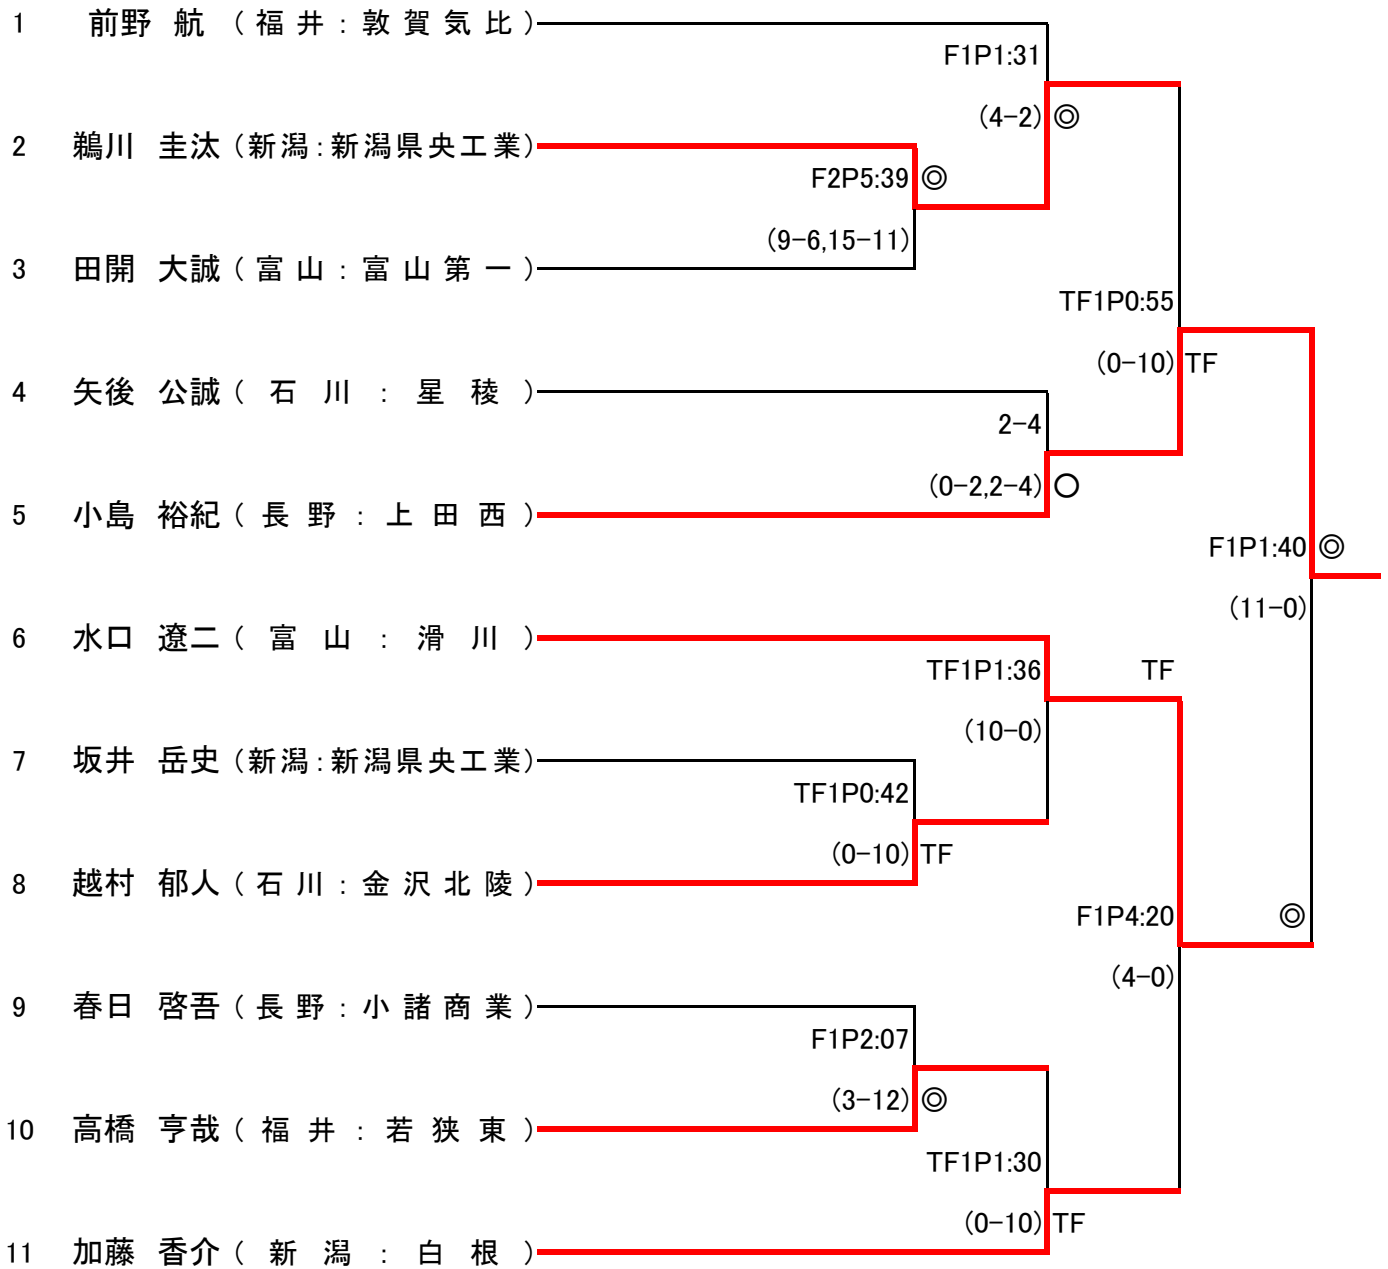 1 前野 航 (福井:敦賀気比)
F1P1:31
(4-2) ◎
2 鵜川 圭汰 (新潟:新潟県央工業)
F2P5:39 ◎
(9-6,15-11)
3 田開 大誠 (富山:富山第一)
TF1P0:55
(0-10) TF
4 矢後 公誠 (石川:星稜)
2-4
(0-2,2-4) ○
5 小島 裕紀 (長野:上田西)
F1P1:40 ◎
(11-0)
6 水口 遼二 (富山:滑川)
TF1P1:36 TF
(10-0)
7 坂井 岳史 (新潟:新潟県央工業)
TF1P0:42
(0-10) TF
8 越村 郁人 (石川:金沢北陵)
F1P4:20 ◎
(4-0)
9 春日 啓吾 (長野:小諸商業)
F1P2:07
(3-12) ◎
10 高橋 亨哉 (福井:若狭東)
TF1P1:30
(0-10) TF
11 加藤 香介 (新潟:白根)